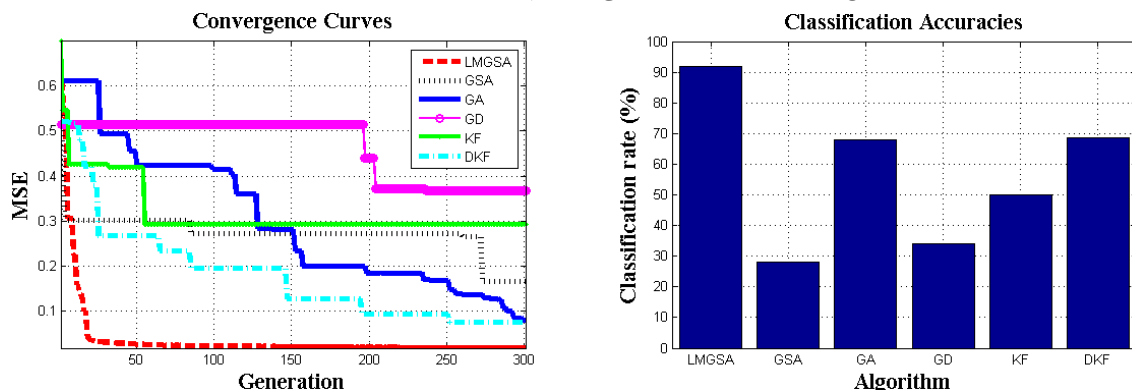 Convergence Curves
MSE
0.6
0.5
0.4
0.3
0.2
0.1
50
100
150
200
250
300
Generation
LMGSA
GSA
GA
GD
KF
DKF
Classification Accuracies
Classification rate (%)
100
90
80
70
60
50
40
30
20
10
0
LMGSA
GSA
GA
GD
KF
DKF
Algorithm